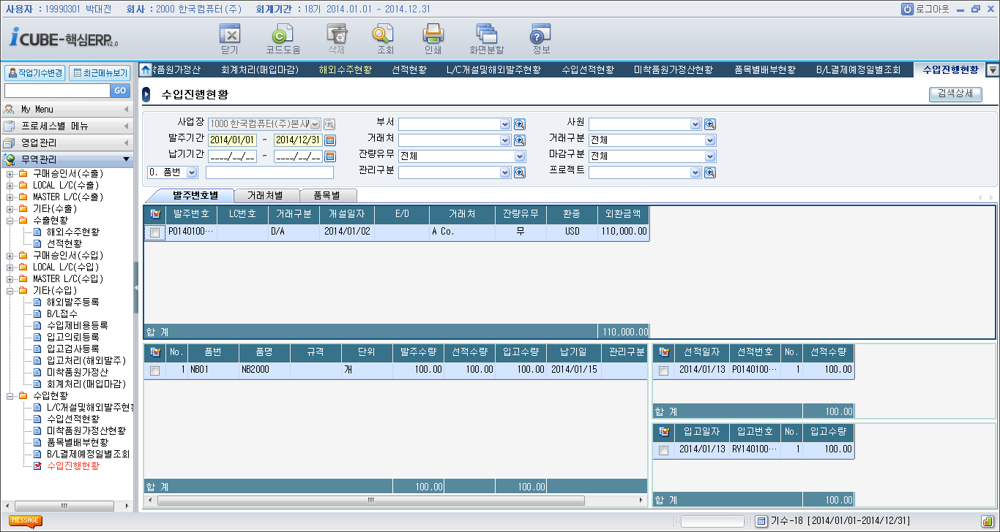 사용자 : 19990301 박대전 회사 : 2000 한국컴퓨터(주) 회계기간 : 18기 2014.01.01 ~ 2014.12.31 로그아웃
iCUBE-핵심ERP v2.0 닫기 코드도움 삭제 조회 인쇄 화면분할 정보
작업기수변경 최근메뉴보기
착품원가정산 회계처리(매입마감) 해외수주현황 선적현황 L/C개설및해외발주현황 수입선적현황 미착품원가정산현황 품목별배부현황 B/L결제예정일별조회 수입진행현황
GO
수입진행현황 검색상세
My Menu
프로세스별 메뉴
영업관리
무역관리
구매승인서(수출)
LOCAL L/C(수출)
MASTER L/C(수출)
기타(수출)
수출현황
해외수주현황
선적현황
구매승인서(수입)
LOCAL L/C(수입)
MASTER L/C(수입)
기타(수입)
해외발주등록
B/L접수
수입제비용등록
입고의뢰등록
입고검사등록
입고처리(해외발주)
미착품원가정산
회계처리(매입마감)
수입현황
L/C개설및해외발주현황
수입선적현황
미착품원가정산현황
품목별배부현황
B/L결제예정일별조회
수입진행현황
사업장 1000 한국컴퓨터(주)본사 부서 사원
발주기간 2014/01/01 ~ 2014/12/31 거래처 거래구분 전체
납기기간 ____/__/__ ~ ____/__/__ 잔량유무 전체 마감구분 전체
0. 품번 관리구분 프로젝트
발주번호별 거래처별 품목별
발주번호 LC번호 거래구분 개설일자 E/D 거래처 잔량유무 환종 외환금액
PO140100… D/A 2014/01/02 A Co. 무 USD 110,000.00
합 계 110,000.00
No. 품번 품명 규격 단위 발주수량 선적수량 입고수량 납기일 관리구분
1 NB01 NB2000 개 100.00 100.00 100.00 2014/01/15
합 계 100.00 100.00
선적일자 선적번호 No. 선적수량
2014/01/13 PO140100… 1 100.00
합 계 100.00
입고일자 입고번호 No. 입고수량
2014/01/13 RV140100… 1 100.00
합 계 100.00
MESSAGE 기수-18 [2014/01/01-2014/12/31]